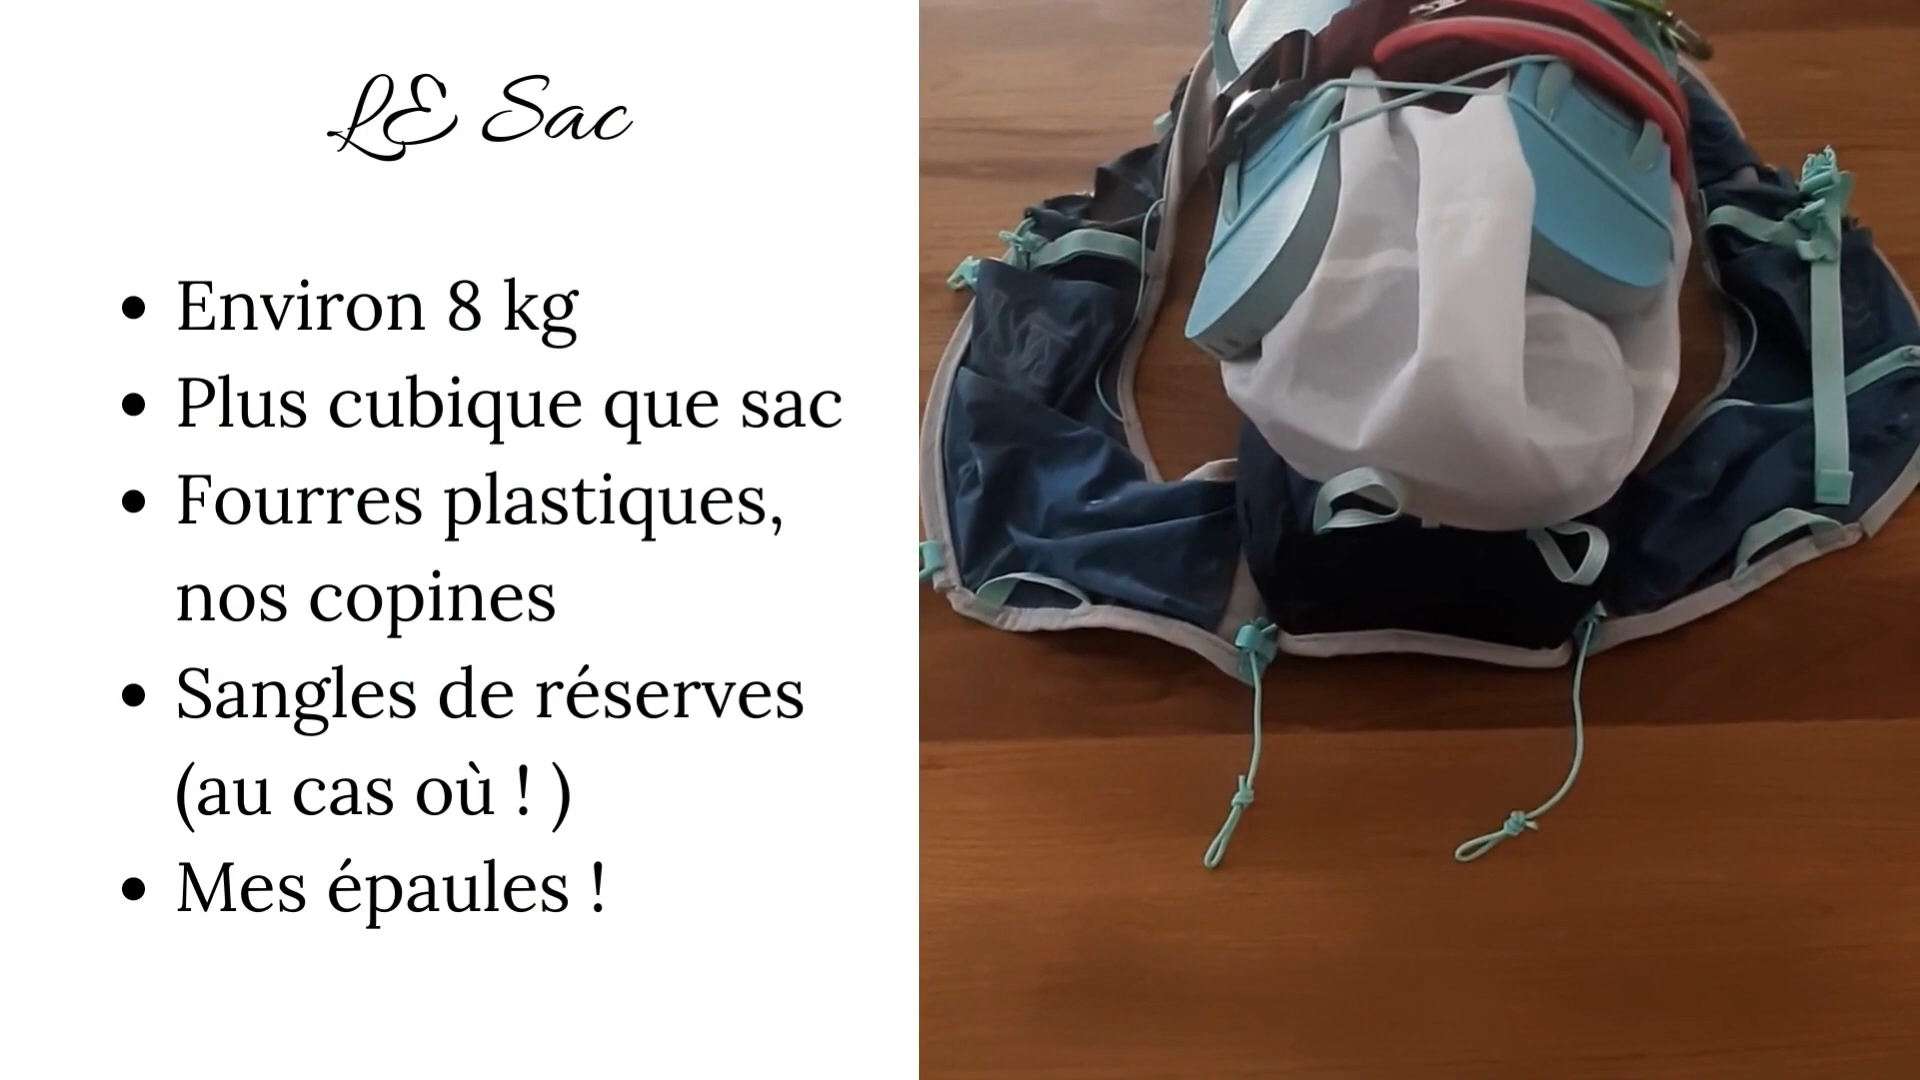 LE Sac
• Environ 8 kg
• Plus cubique que sac
• Fourres plastiques,
nos copines
• Sangles de réserves
(au cas où ! )
• Mes épaules !